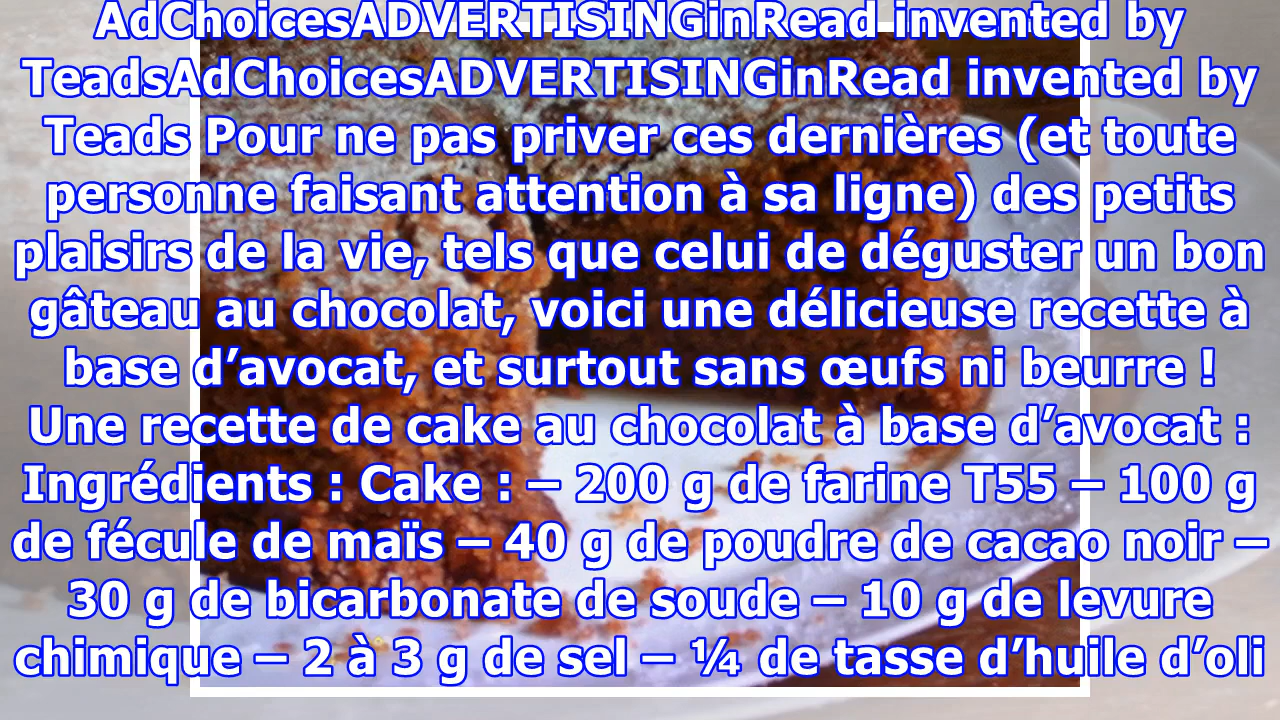 AdChoicesADVERTISINGinRead invented by
TeadsAdChoicesADVERTISINGinRead invented by
Teads Pour ne pas priver ces dernières (et toute
personne faisant attention à sa ligne) des petits
plaisirs de la vie, tels que celui de déguster un bon
gâteau au chocolat, voici une délicieuse recette à
base d’avocat, et surtout sans œufs ni beurre !
Une recette de cake au chocolat à base d’avocat :
Ingrédients : Cake : – 200 g de farine T55 – 100 g
de fécule de maïs – 40 g de poudre de cacao noir –
30 g de bicarbonate de soude – 10 g de levure
chimique – 2 à 3 g de sel – ¼ de tasse d’huile d’oli